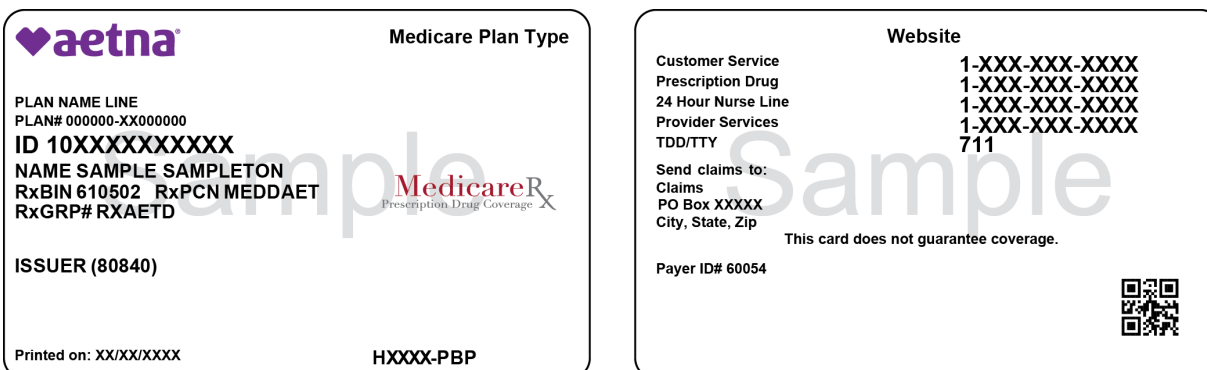 aetna®
Medicare Plan Type
PLAN NAME LINE
PLAN# 000000-XX000000
ID 10XXXXXXXXXX
NAME SAMPLE SAMPLETON
RxBIN 610502 RxPCN MEDDAET
RxGRP# RXAETD
MedicareRx
Prescription Drug Coverage
ISSUER (80840)
Printed on: XX/XX/XXXX
HXXXX-PBP
Sample
Website
Customer Service 1-XXX-XXX-XXXX
Prescription Drug 1-XXX-XXX-XXXX
24 Hour Nurse Line 1-XXX-XXX-XXXX
Provider Services 1-XXX-XXX-XXXX
TDD/TTY 711
Send claims to:
Claims
PO Box XXXXX
City, State, Zip
This card does not guarantee coverage.
Payer ID# 60054
Sample